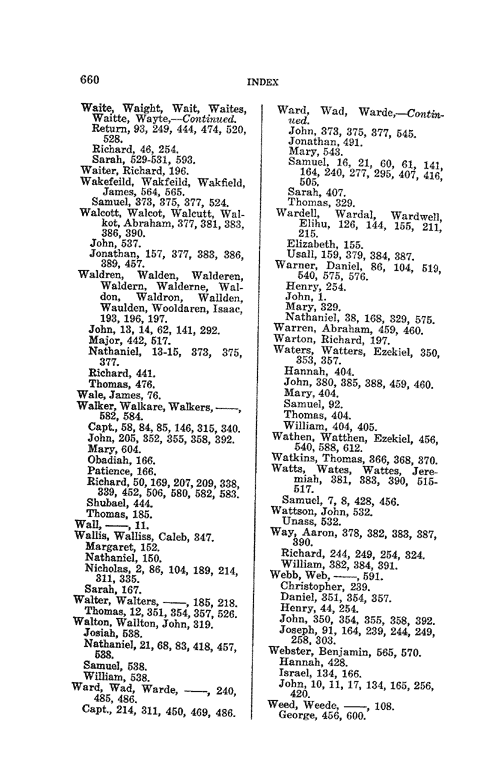 660
INDEX
Waite, Waight, Wait, Waites,
Waitte, Wayte,—Continued.
Return, 93, 249, 444, 474, 520,
528.
Richard, 46, 254.
Sarah, 529-531, 593.
Waiter, Richard, 196.
Wakefeild, Wakfeild, Wakfield,
James, 564, 565.
Samuel, 373, 375, 377, 524.
Walcott, Walcot, Walcutt, Wal-
kot, Abraham, 377, 381, 383,
386, 390.
John, 537.
Jonathan, 157, 377, 383, 386,
389, 457.
Waldren, Walden, Walderen,
Waldern, Walderne, Wal-
don, Waldron, Wallden,
Waulden, Wooldaren, Isaac,
193, 196, 197.
John, 13, 14, 62, 141, 292.
Major, 442, 517.
Nathaniel, 13-15, 373, 375,
377.
Richard, 441.
Thomas, 476.
Wale, James, 76.
Walker, Walkare, Walkers, ——,
582, 584.
Capt., 58, 84, 85, 146, 315, 340.
John, 205, 352, 355, 358, 392.
Mary, 604.
Obadiah, 166.
Patience, 166.
Richard, 50, 169, 207, 209, 338,
339, 452, 506, 580, 582, 583.
Shubael, 444.
Thomas, 185.
Wall, ——, 11.
Wallis, Walliss, Caleb, 347.
Margaret, 152.
Nathaniel, 150.
Nicholas, 2, 86, 104, 189, 214,
311, 335.
Sarah, 167.
Walter, Walters, ——, 185, 218.
Thomas, 12, 351, 354, 357, 526.
Walton, Wailton, John, 319.
Josiah, 538.
Nathaniel, 21, 68, 83, 418, 457,
538.
Samuel, 538.
William, 538.
Ward, Wad, Warde, ——, 240,
485, 486.
Capt., 214, 311, 450, 469, 486.
Ward, Wad, Warde,—Contin-
ued.
John, 373, 375, 377, 545.
Jonathan, 491.
Mary, 543.
Samuel, 16, 21, 60, 61, 141,
164, 240, 277, 295, 407, 416,
505.
Sarah, 407.
Thomas, 329.
Wardell, Wardal, Wardwell,
Elihu, 126, 144, 155, 211,
215.
Elizabeth, 155.
Usall, 159, 379, 384, 387.
Warner, Daniel, 86, 104, 519,
540, 575, 576.
Henry, 254.
John, 1.
Mary, 329.
Nathaniel, 38, 168, 329, 575.
Warren, Abraham, 459, 460.
Warton, Richard, 197.
Waters, Watters, Ezekiel, 350,
353, 357.
Hannah, 404.
John, 380, 385, 388, 459, 460.
Mary, 404.
Samuel, 92.
Thomas, 404.
William, 404, 405.
Wathen, Watthen, Ezekiel, 456,
540, 588, 612.
Watkins, Thomas, 366, 368, 370.
Watts, Wates, Wattes, Jere-
miah, 381, 383, 390, 515-
517.
Samuel, 7, 8, 428, 456.
Wattson, John, 532.
Unass, 532.
Way, Aaron, 378, 382, 383, 387,
390.
Richard, 244, 249, 254, 324.
William, 382, 384, 391.
Webb, Web, ——, 591.
Christopher, 239.
Daniel, 351, 354, 357.
Henry, 44, 254.
John, 350, 354, 355, 358, 392.
Joseph, 91, 164, 239, 244, 249,
258, 303.
Webster, Benjamin, 565, 570.
Hannah, 428.
Israel, 134, 166.
John, 10, 11, 17, 134, 165, 256,
420.
Weed, Weede, ——, 108.
George, 456, 600.